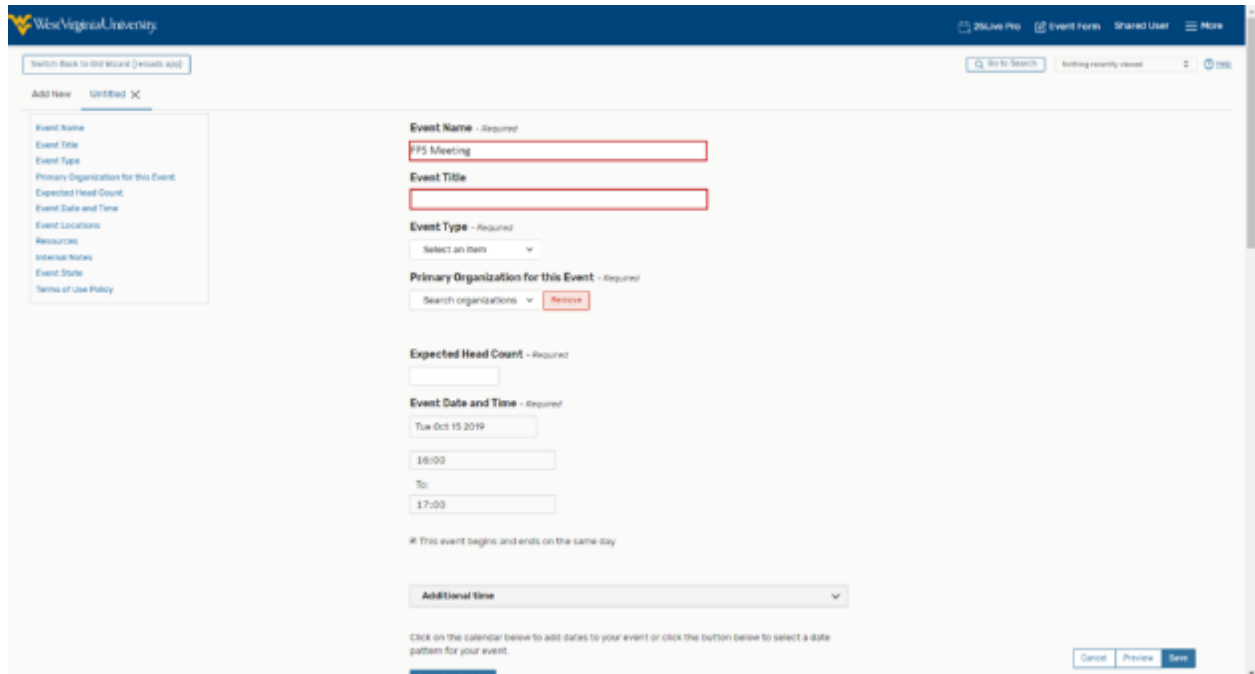 West Virginia University
25Live Pro Event Form Shared User More
Switch Back to Old Wizard (reloads app)
Go to Search Nothing recently viewed Help
Add New Untitled
Event Name
Event Title
Event Type
Primary Organization for this Event
Expected Head Count
Event Date and Time
Event Locations
Resources
Internal Notes
Event State
Terms of Use Policy
Event Name - Required
FPS Meeting
Event Title
Event Type - Required
Select an item
Primary Organization for this Event - Required
Search organizations Remove
Expected Head Count - Required
Event Date and Time - Required
Tue Oct 15 2019
16:00
To:
17:00
This event begins and ends on the same day
Additional time
Click on the calendar below to add dates to your event or click the button below to select a date
pattern for your event.
Cancel Preview Save